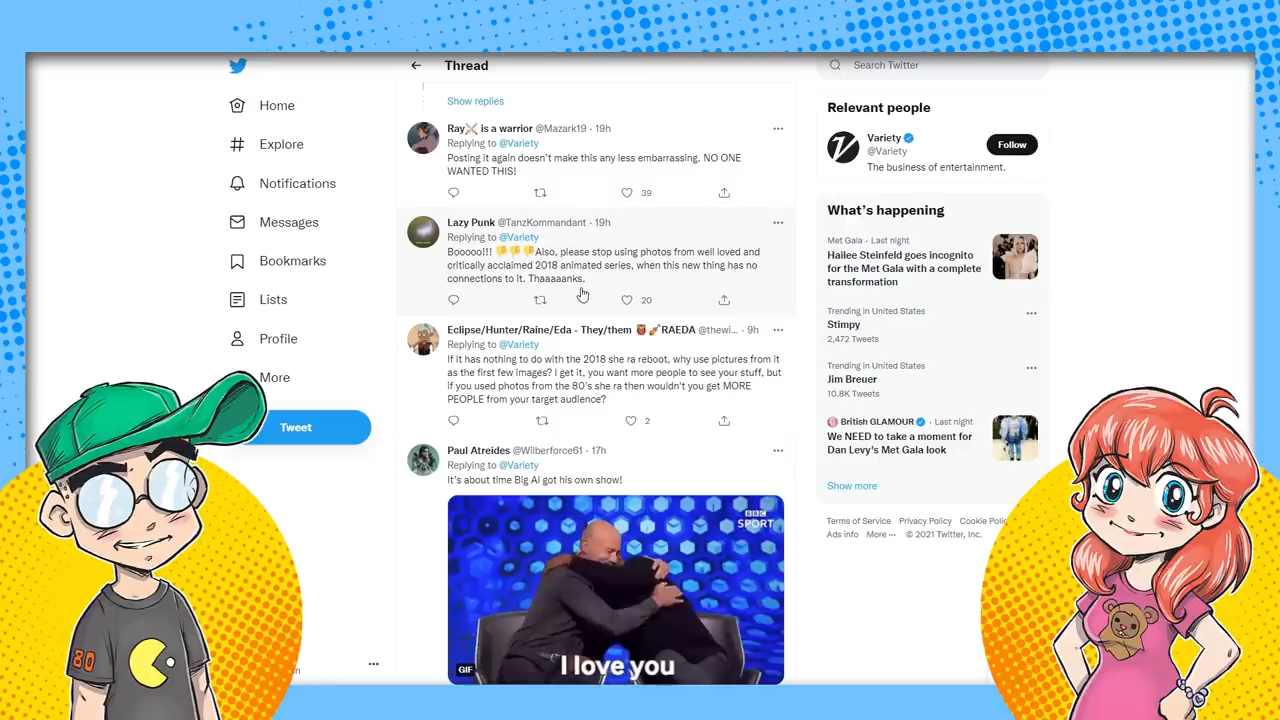 Home
Explore
Notifications
Messages
Bookmarks
Lists
Profile
More
Tweet
80
Thread
Show replies
Ray⚔️ is a warrior @Mazark19 · 19h
Replying to @Variety
Posting it again doesn't make this any less embarrassing. NO ONE
WANTED THIS!
39
Lazy Punk @TanzKommandant · 19h
Replying to @Variety
Booooo!!! 👎👎👎Also, please stop using photos from well loved and
critically acclaimed 2018 animated series, when this new thing has no
connections to it. Thaaaaanks.
20
Eclipse/Hunter/Raine/Eda - They/them 🦉🎻RAEDA @thewi... · 9h
Replying to @Variety
If it has nothing to do with the 2018 she ra reboot, why use pictures from it
as the first few images? I get it, you want more people to see your stuff, but
if you used photos from the 80's she ra then wouldn't you get MORE
PEOPLE from your target audience?
2
Paul Atreides @Wilberforce61 · 17h
Replying to @Variety
It's about time Big Al got his own show!
BBC
SPORT
I love you
GIF
Search Twitter
Relevant people
Variety
@Variety
Follow
The business of entertainment.
What's happening
Met Gala · Last night
Hailee Steinfeld goes incognito
for the Met Gala with a complete
transformation
Trending in United States
Stimpy
2,472 Tweets
Trending in United States
Jim Breuer
10.8K Tweets
British GLAMOUR · Last night
We NEED to take a moment for
Dan Levy's Met Gala look
Show more
Terms of Service Privacy Policy Cookie
Ads info More ··· © 2021 Twitter, Inc.